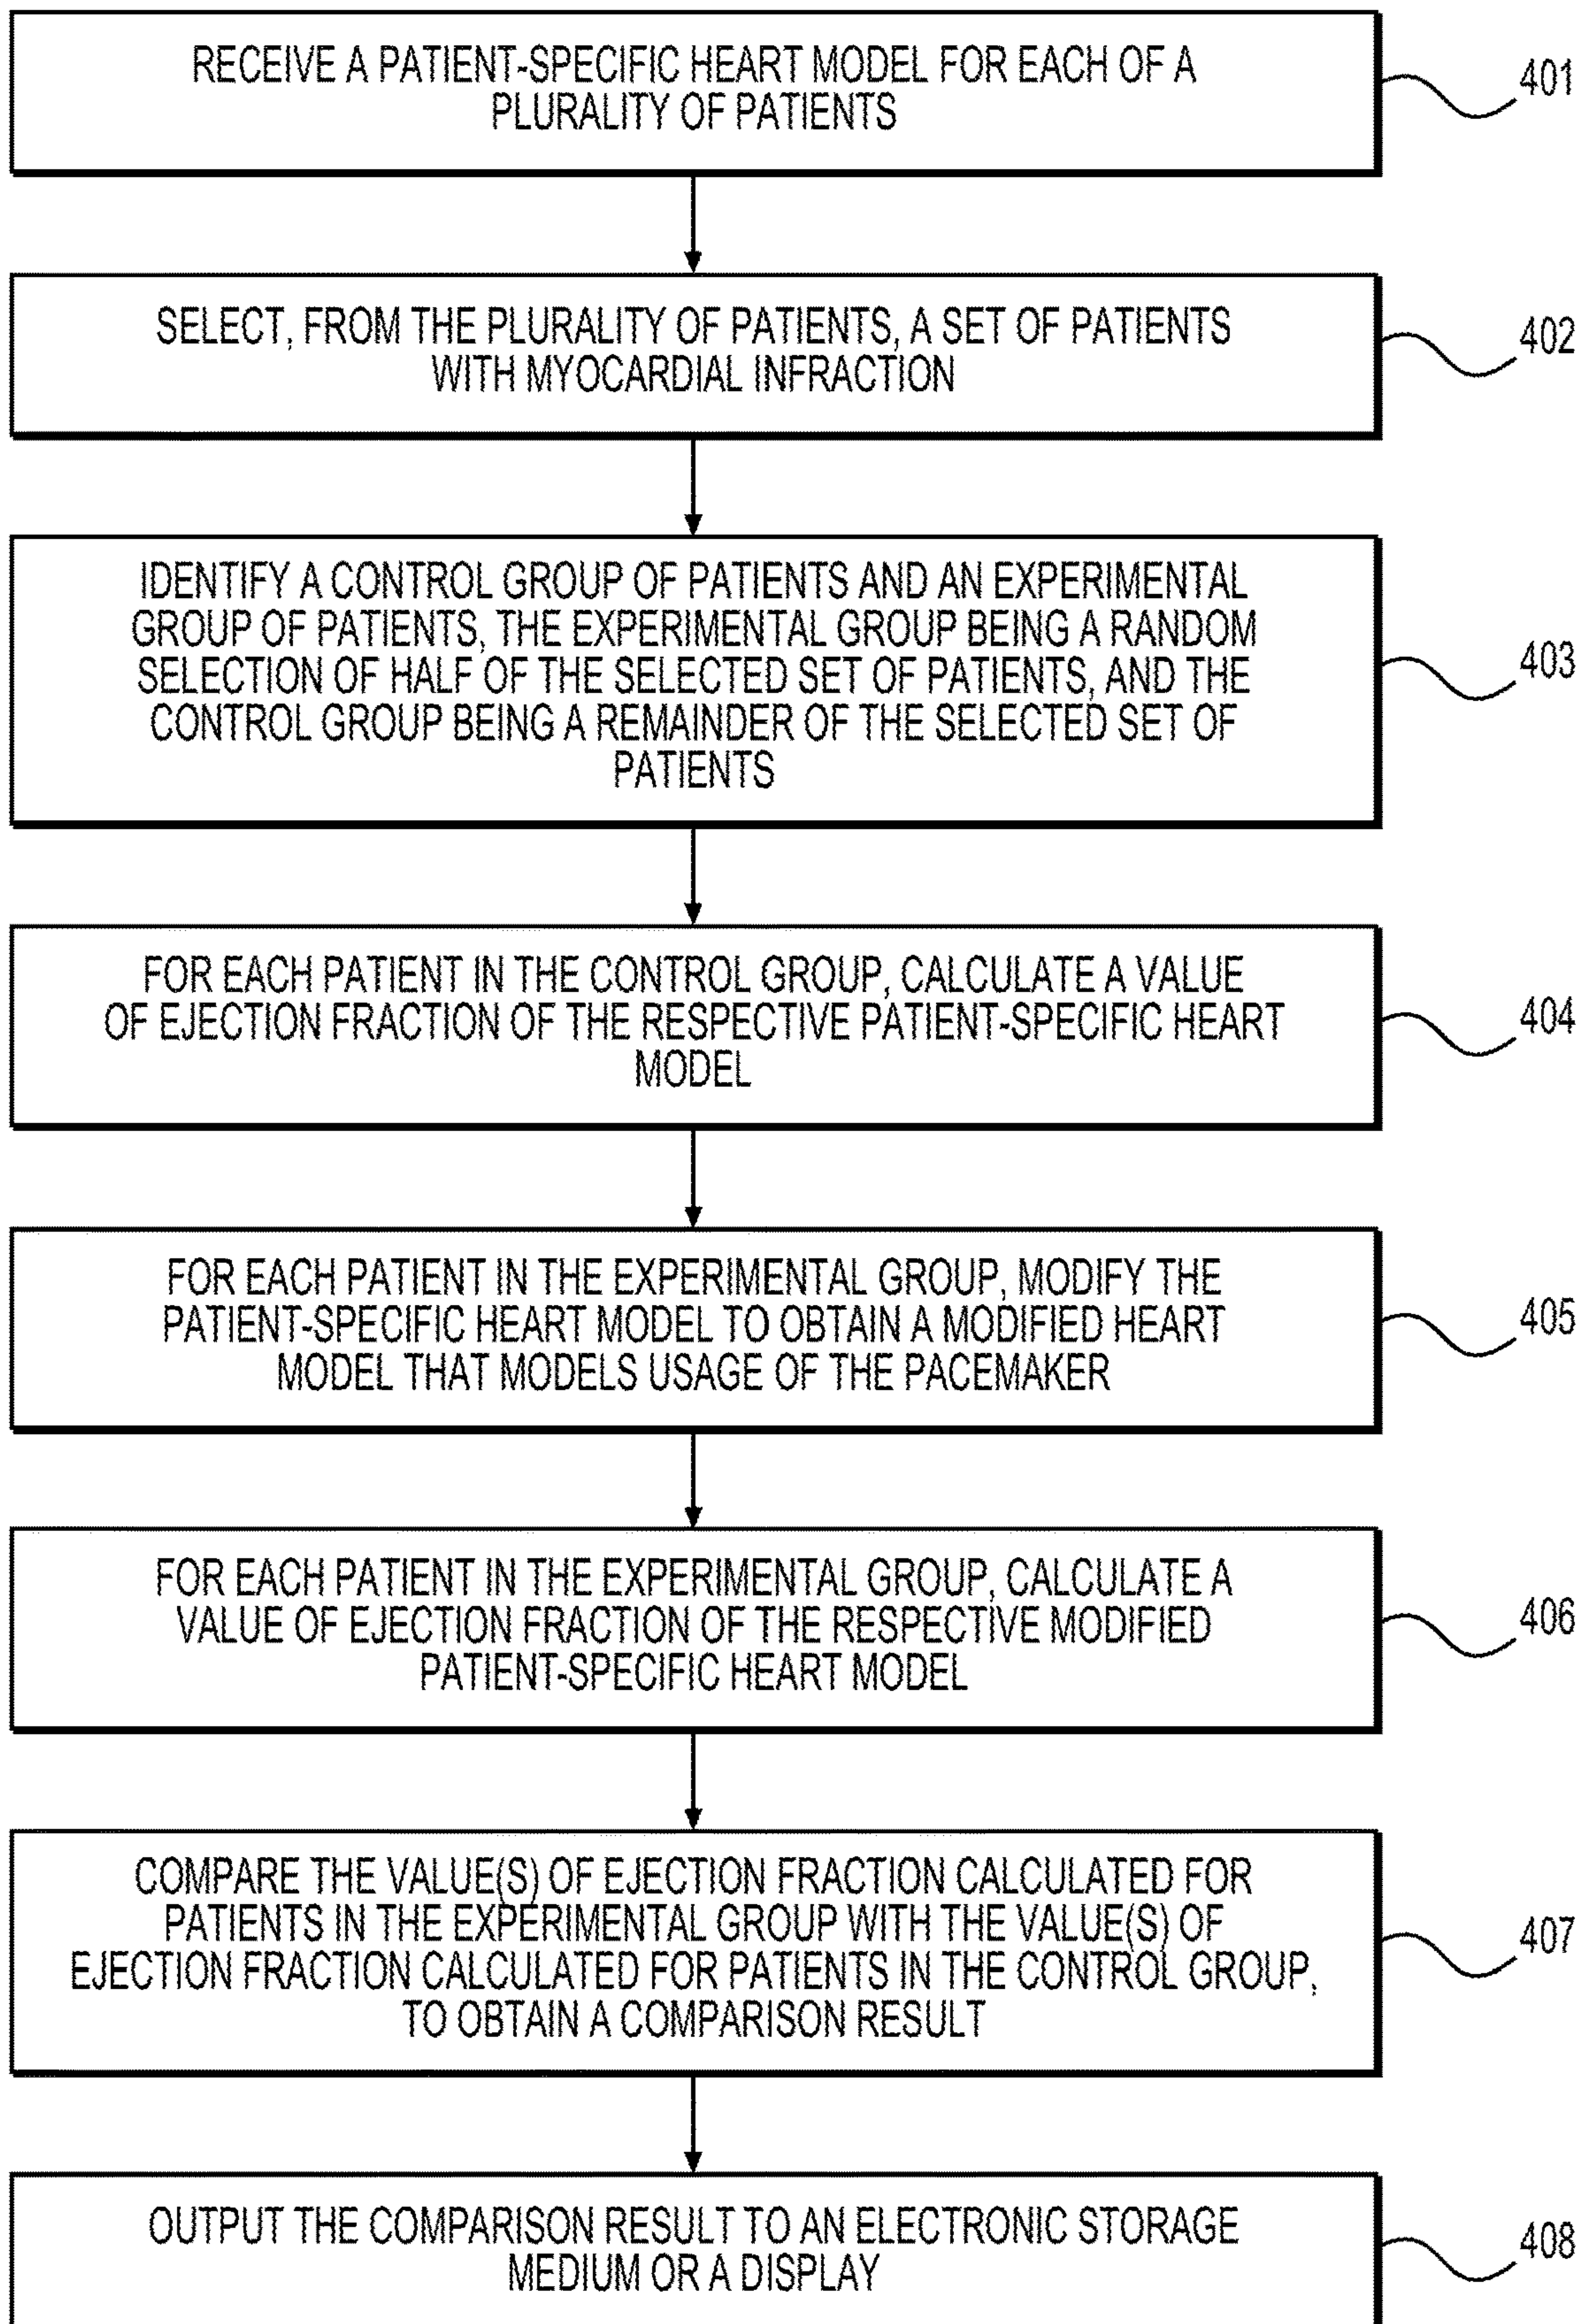 RECEIVE A PATIENT-SPECIFIC HEART MODEL FOR EACH OF A
PLURALITY OF PATIENTS
401
SELECT, FROM THE PLURALITY OF PATIENTS, A SET OF PATIENTS
WITH MYOCARDIAL INFRACTION
402
IDENTIFY A CONTROL GROUP OF PATIENTS AND AN EXPERIMENTAL
GROUP OF PATIENTS, THE EXPERIMENTAL GROUP BEING A RANDOM
SELECTION OF HALF OF THE SELECTED SET OF PATIENTS, AND THE
CONTROL GROUP BEING A REMAINDER OF THE SELECTED SET OF
PATIENTS
403
FOR EACH PATIENT IN THE CONTROL GROUP, CALCULATE A VALUE
OF EJECTION FRACTION OF THE RESPECTIVE PATIENT-SPECIFIC HEART
MODEL
404
FOR EACH PATIENT IN THE EXPERIMENTAL GROUP, MODIFY THE
PATIENT-SPECIFIC HEART MODEL TO OBTAIN A MODIFIED HEART
MODEL THAT MODELS USAGE OF THE PACEMAKER
405
FOR EACH PATIENT IN THE EXPERIMENTAL GROUP, CALCULATE A
VALUE OF EJECTION FRACTION OF THE RESPECTIVE MODIFIED
PATIENT-SPECIFIC HEART MODEL
406
COMPARE THE VALUE(S) OF EJECTION FRACTION CALCULATED FOR
PATIENTS IN THE EXPERIMENTAL GROUP WITH THE VALUE(S) OF
EJECTION FRACTION CALCULATED FOR PATIENTS IN THE CONTROL GROUP,
TO OBTAIN A COMPARISON RESULT
407
OUTPUT THE COMPARISON RESULT TO AN ELECTRONIC STORAGE
MEDIUM OR A DISPLAY
408